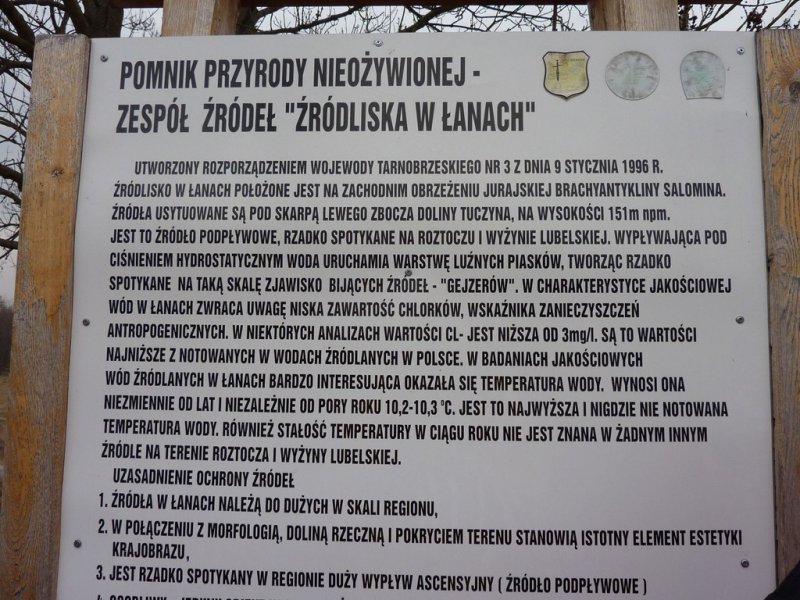 POMNIK PRZYRODY NIEOŻYWIONEJ -
ZESPÓŁ ŹRÓDEŁ "ŹRÓDLISKA W ŁANACH"
UTWORZONY ROZPORZĄDZENIEM WOJEWODY TARNOBRZESKIEGO NR 3 Z DNIA 9 STYCZNIA 1996 R.
ŹRÓDLISKO W ŁANACH POŁOŻONE JEST NA ZACHODNIM OBRZEŻENIU JURAJSKIEJ BRACHYANTYKLINY SALOMINA.
ŹRÓDŁA USYTUOWANE SĄ POD SKARPĄ LEWEGO ZBOCZA DOLINY TUCZYNA, NA WYSOKOŚCI 151m npm.
JEST TO ŹRÓDŁO PODPŁYWOWE, RZADKO SPOTYKANE NA ROZTOCZU I WYŻYNIE LUBELSKIEJ. WYPŁYWAJĄCA POD
CIŚNIENIEM HYDROSTATYCZNYM WODA URUCHAMIA WARSTWĘ LUŹNYCH PIASKÓW, TWORZĄC RZADKO
SPOTYKANE NA TAKĄ SKALĘ ZJAWISKO BIJĄCYCH ŹRÓDEŁ - "GEJZERÓW". W CHARAKTERYSTYCE JAKOŚCIOWEJ
WÓD W ŁANACH ZWRACA UWAGĘ NISKA ZAWARTOŚĆ CHLORKÓW, WSKAŹNIKA ZANIECZYSZCZEŃ
ANTROPOGENICZNYCH. W NIEKTÓRYCH ANALIZACH WARTOŚCI CL- JEST NIŻSZA OD 3mg/l. SĄ TO WARTOŚCI
NAJNIŻSZE Z NOTOWANYCH W WODACH ŹRÓDLANYCH W POLSCE. W BADANIACH JAKOŚCIOWYCH
WÓD ŹRÓDLANYCH W ŁANACH BARDZO INTERESUJĄCA OKAZAŁA SIĘ TEMPERATURA WODY. WYNOSI ONA
NIEZMIENNIE OD LAT I NIEZALEŻNIE OD PORY ROKU 10,2-10,3 °C. JEST TO NAJWYŻSZA I NIGDZIE NIE NOTOWANA
TEMPERATURA WODY. RÓWNIEŻ STAŁOŚĆ TEMPERATURY W CIĄGU ROKU NIE JEST ZNANA W ŻADNYM INNYM
ŹRÓDLE NA TERENIE ROZTOCZA I WYŻYNY LUBELSKIEJ.
UZASADNIENIE OCHRONY ŹRÓDEŁ
1. ŹRÓDŁA W ŁANACH NALEŻĄ DO DUŻYCH W SKALI REGIONU,
2. W POŁĄCZENIU Z MORFOLOGIĄ, DOLINĄ RZECZNĄ I POKRYCIEM TERENU STANOWIĄ ISTOTNY ELEMENT ESTETYKI
KRAJOBRAZU,
3. JEST RZADKO SPOTYKANY W REGIONIE DUŻY WYPŁYW ASCENSYJNY ( ŹRÓDŁO PODPŁYWOWE )